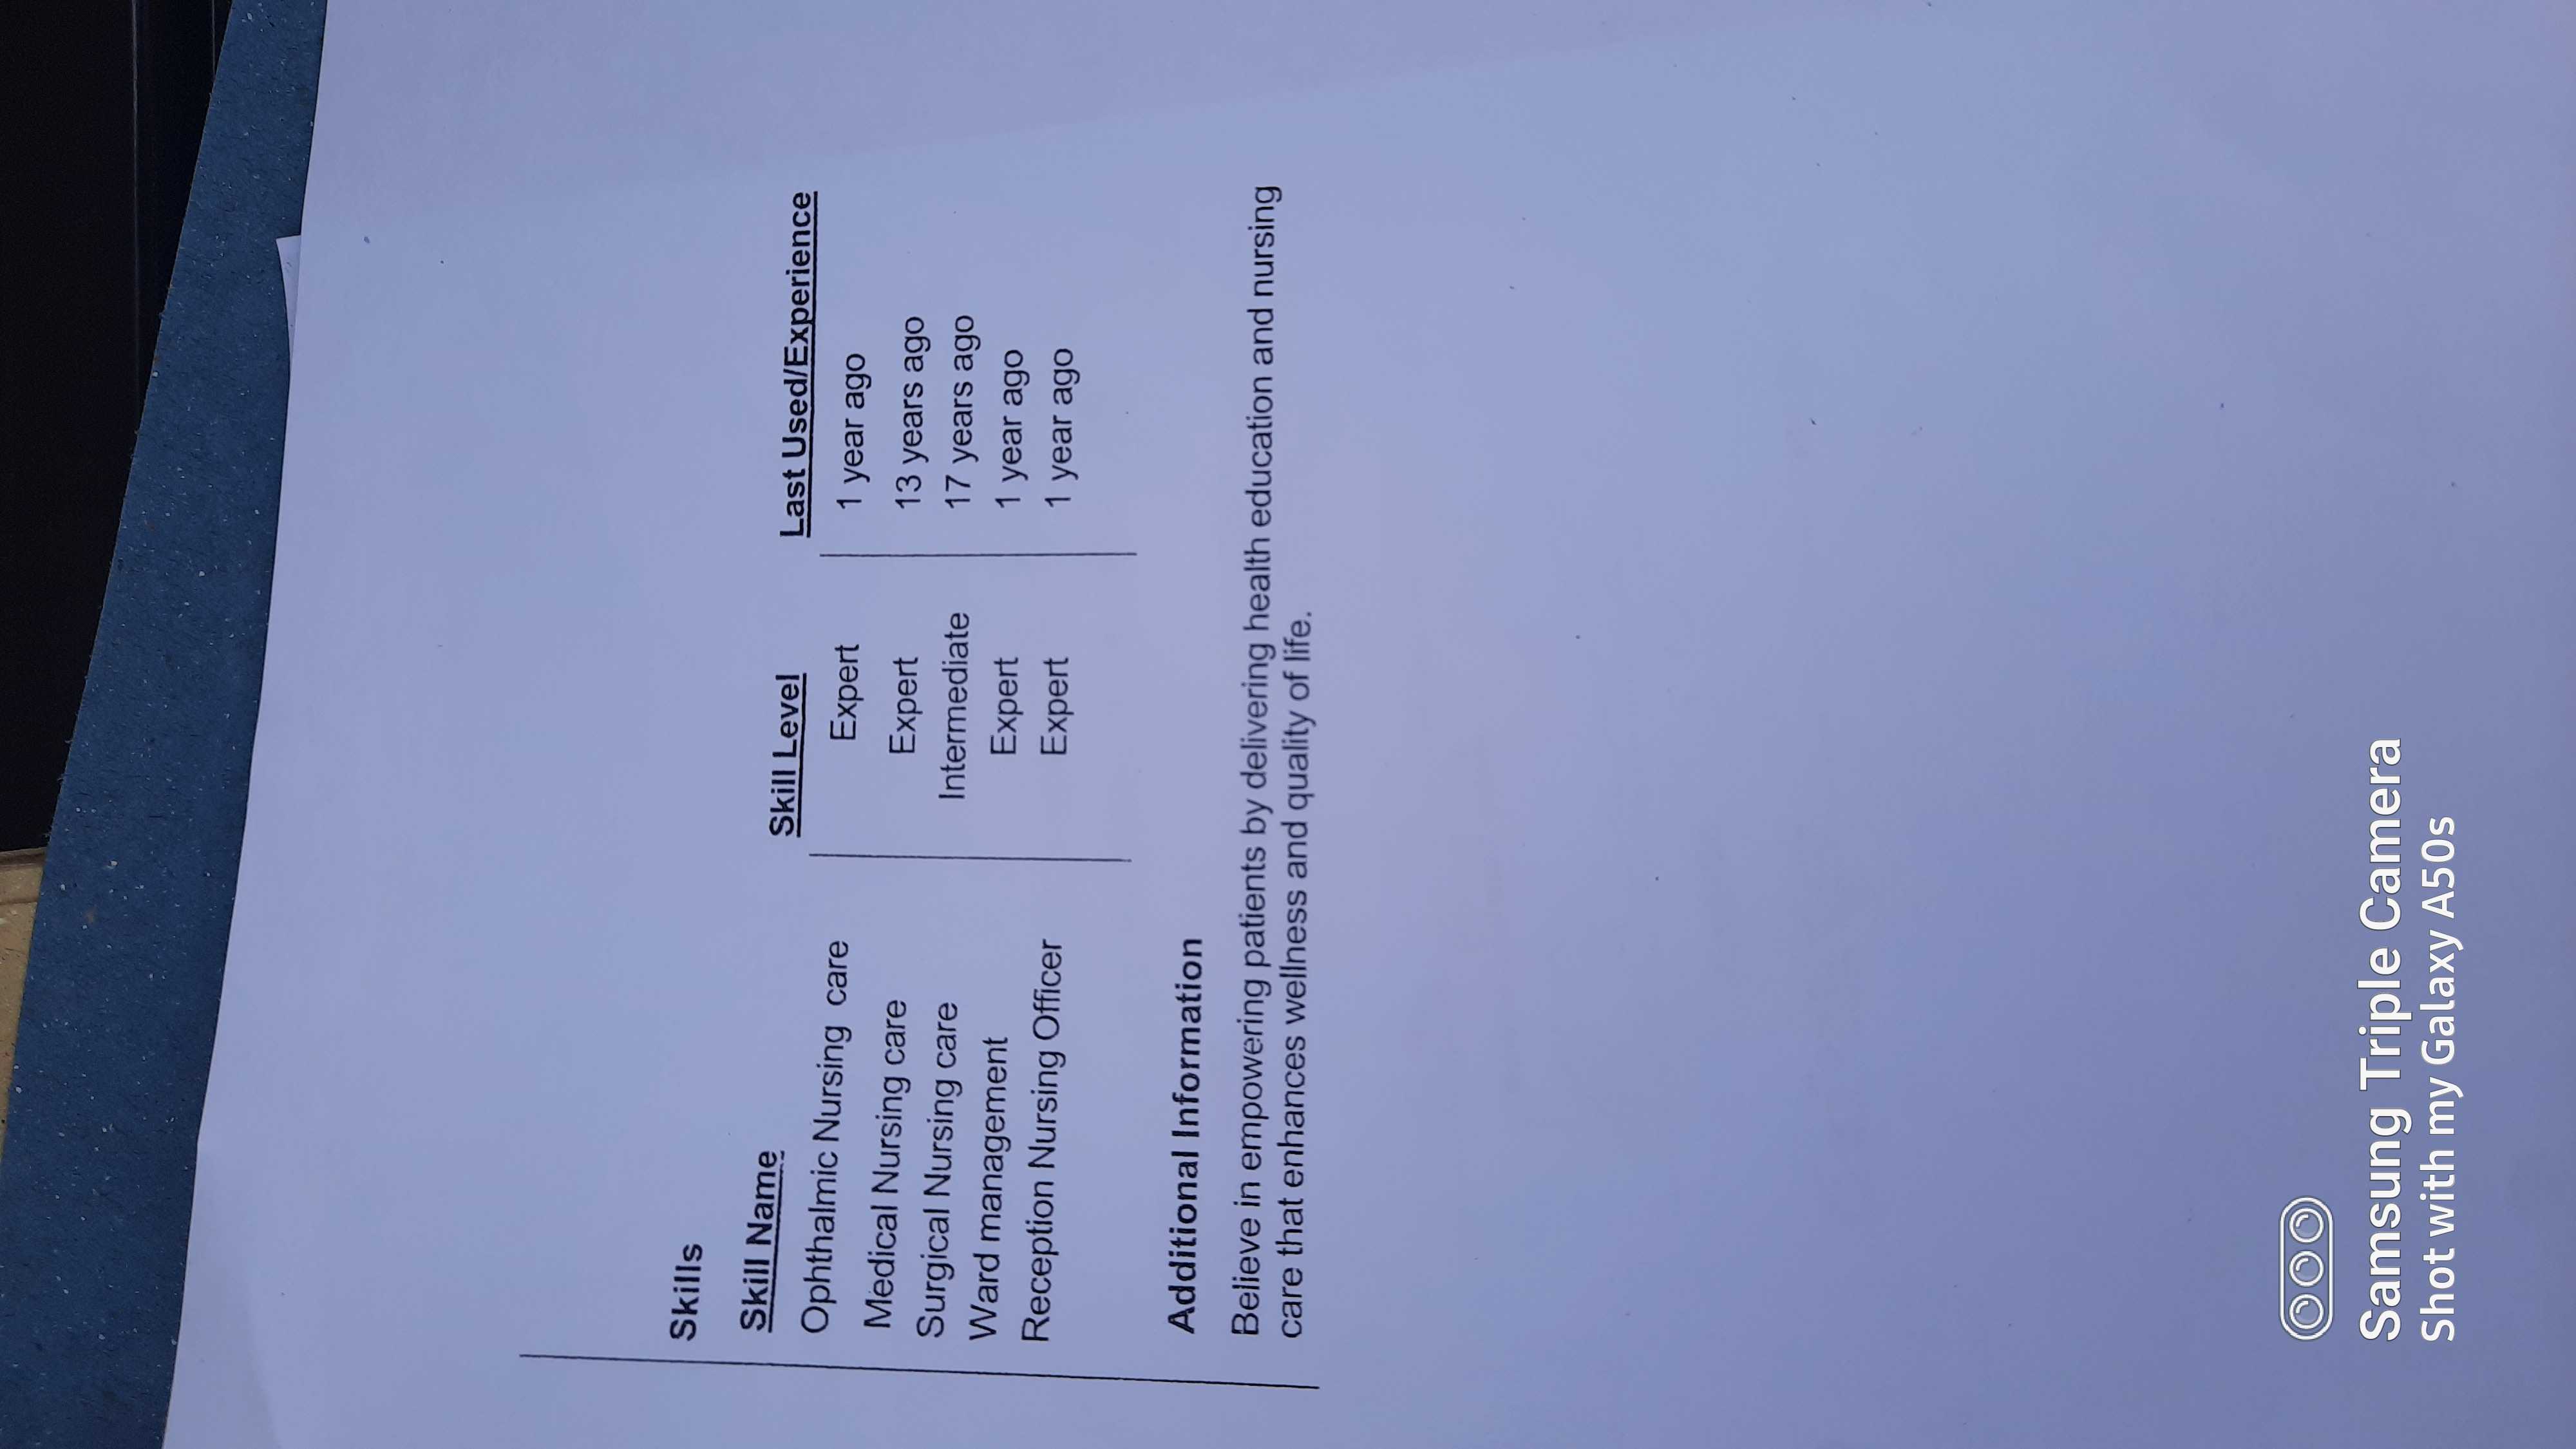 Skills
Skill Name Skill Level Last Used/Experience
Ophthalmic Nursing care Expert 1 year ago
Medical Nursing care Expert 13 years ago
Surgical Nursing care Intermediate 17 years ago
Ward management Expert 1 year ago
Reception Nursing Officer Expert 1 year ago
Additional Information
Believe in empowering patients by delivering health education and nursing
care that enhances wellness and quality of life.
Samsung Triple Camera
Shot with my Galaxy A50s